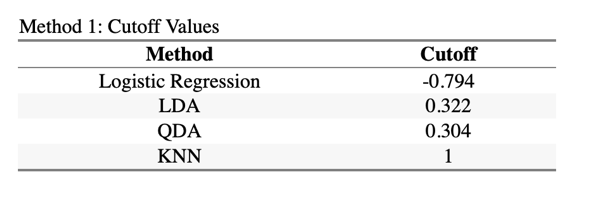 Method 1: Cutoff Values
Method Cutoff
Logistic Regression -0.794
LDA 0.322
QDA 0.304
KNN 1